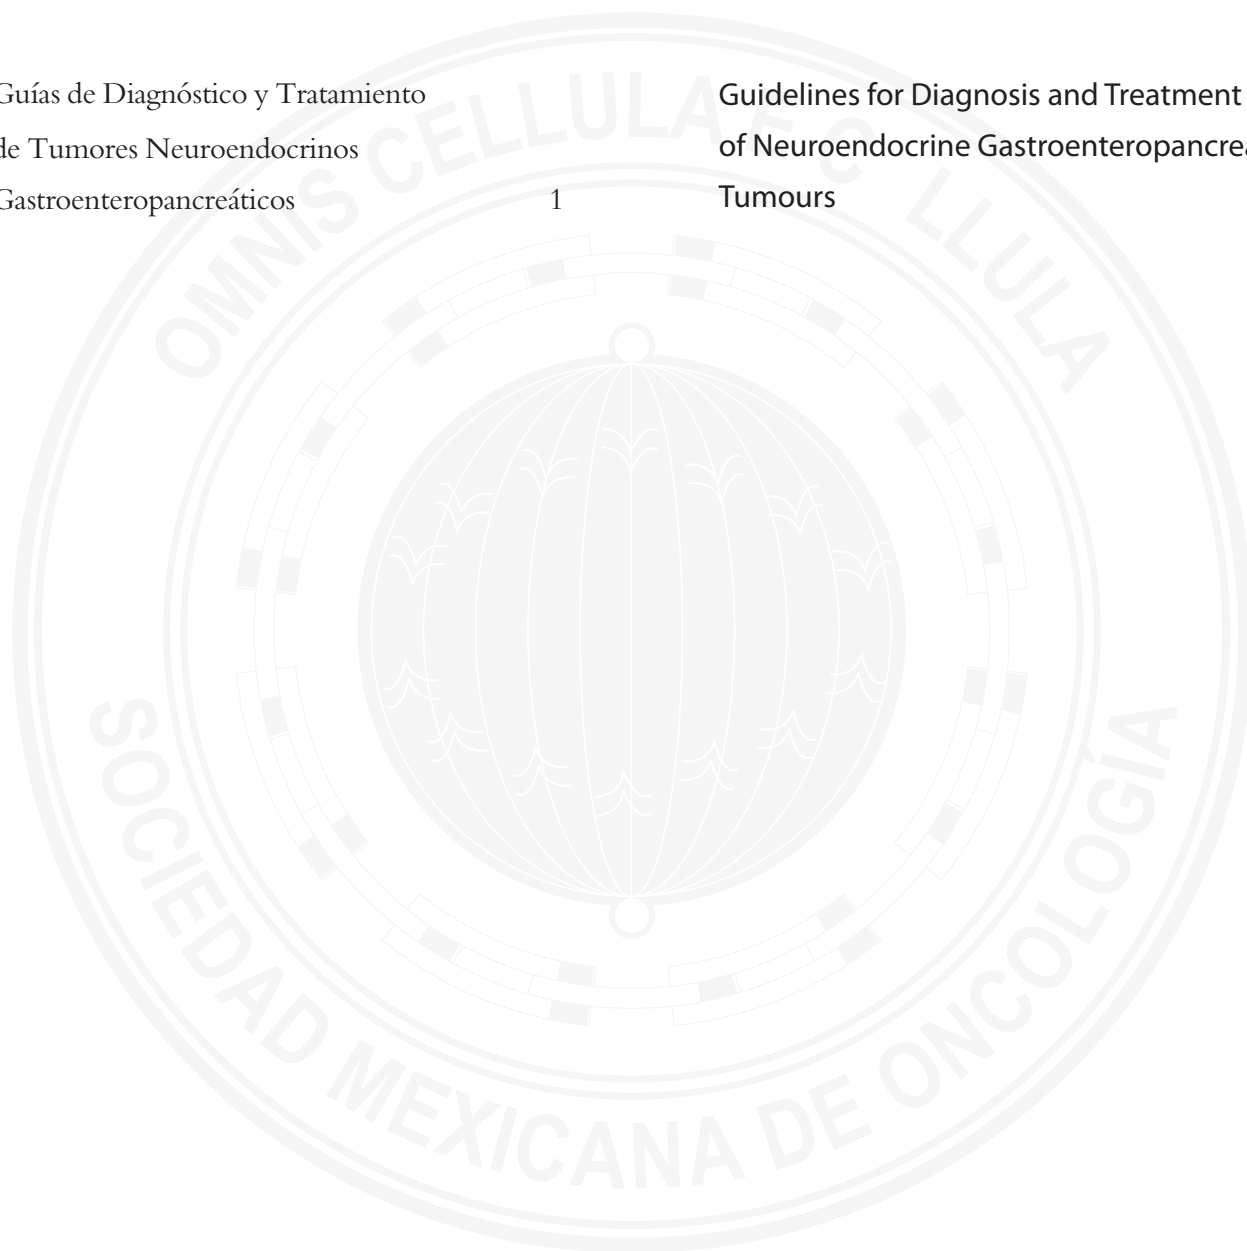 Guías de Diagnóstico y Tratamiento
de Tumores Neuroendocrinos
Gastroenteropancreáticos 1
Guidelines for Diagnosis and Treatment
of Neuroendocrine Gastroenteropancrea
Tumours
OMNIS CELLULA E C LLULA
SOCIEDAD MEXICANA DE ONCOLOGÍA